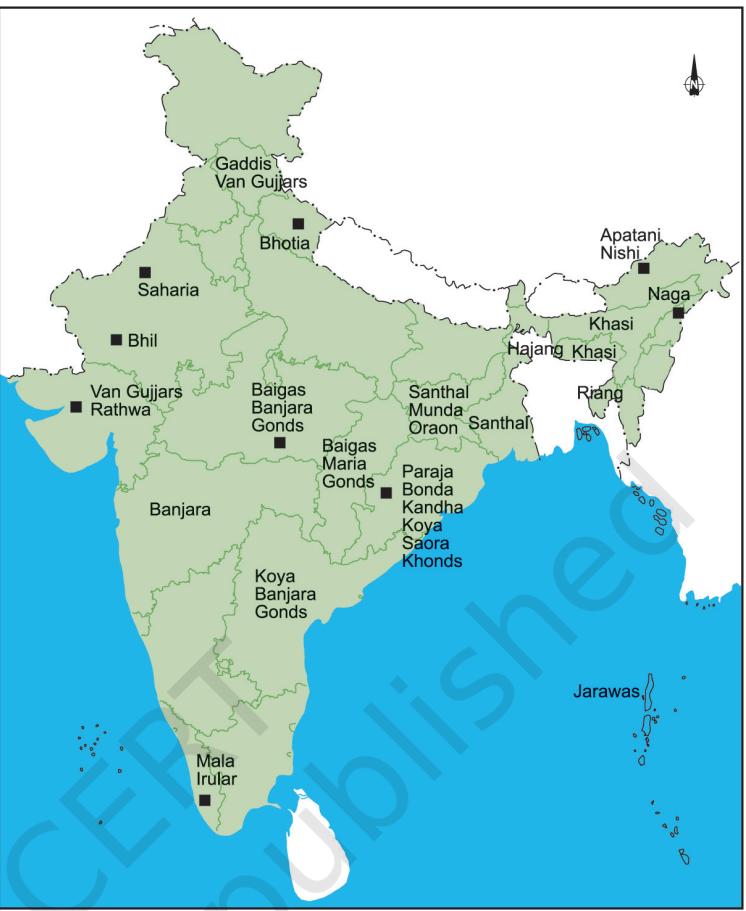 N
Gaddis
Van Gujjars
Bhotia
Apatani
Nishi
Saharia
Naga
Khasi
Bhil
Hajang
Khasi
Van Gujjars
Rathwa
Baigas
Banjara
Gonds
Santhal
Munda
Oraon
Santhal
Riang
Baigas
Maria
Gonds
Paraja
Bonda
Kandha
Koya
Saora
Khonds
Banjara
Koya
Banjara
Gonds
Jarawas
Mala
Irular
CERT
published